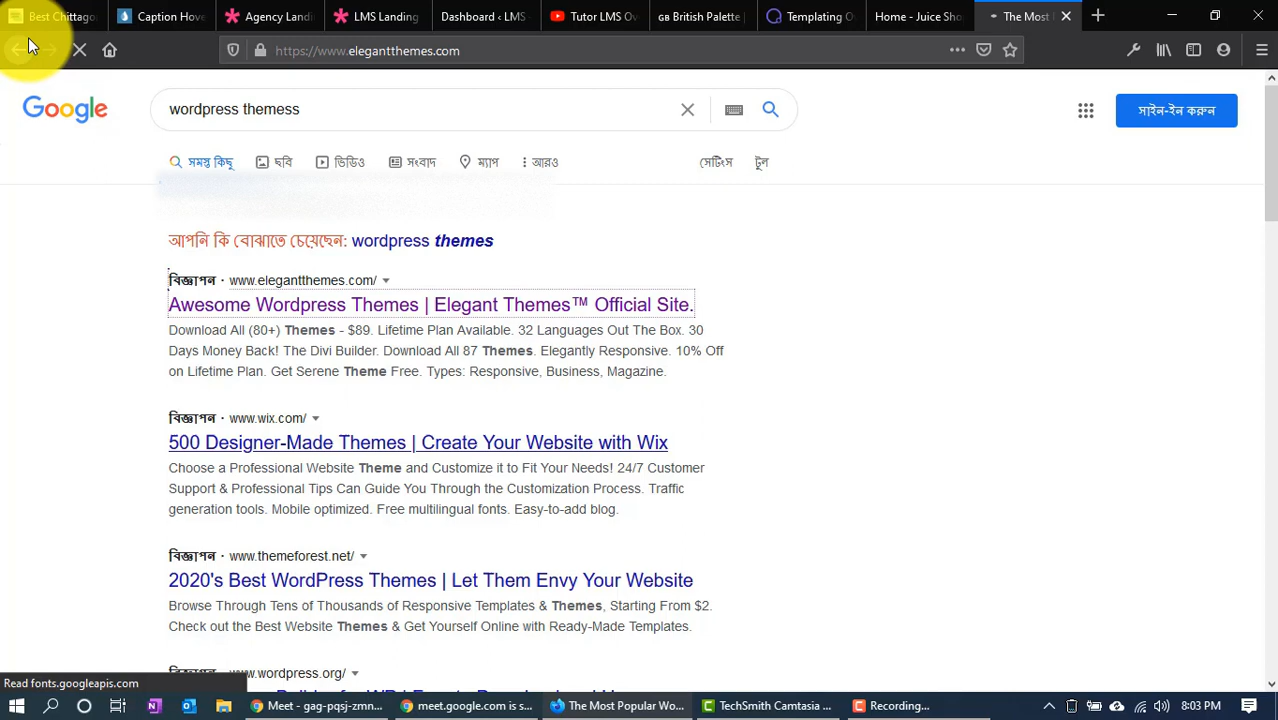 Best Chittago
Caption Hove
Agency Landi
LMS Landing
Dashboard ‹ LMS
Tutor LMS Ov
GB British Palette
Templating Ov
Home - Juice Sho
The Most
https://www.elegantthemes.com
Google
wordpress themess
সাইন-ইন করুন
সমস্ত কিছু
ছবি
ভিডিও
সংবাদ
ম্যাপ
আরও
সেটিংস
টুল
আপনি কি বোঝাতে চেয়েছেন: wordpress themes
বিজ্ঞাপন · www.elegantthemes.com/
Awesome Wordpress Themes | Elegant Themes™ Official Site.
Download All (80+) Themes - $89. Lifetime Plan Available. 32 Languages Out The Box. 30
Days Money Back! The Divi Builder. Download All 87 Themes. Elegantly Responsive. 10% Off
on Lifetime Plan. Get Serene Theme Free. Types: Responsive, Business, Magazine.
বিজ্ঞাপন · www.wix.com/
500 Designer-Made Themes | Create Your Website with Wix
Choose a Professional Website Theme and Customize it to Fit Your Needs! 24/7 Customer
Support & Professional Tips Can Guide You Through the Customization Process. Traffic
generation tools. Mobile optimized. Free multilingual fonts. Easy-to-add blog.
বিজ্ঞাপন · www.themeforest.net/
2020's Best WordPress Themes | Let Them Envy Your Website
Browse Through Tens of Thousands of Responsive Templates & Themes, Starting From $2.
Check out the Best Website Themes & Get Yourself Online with Ready-Made Templates.
বিজ্ঞাপন · www.wordpress.org/
Read fonts.googleapis.com
Meet - gag-pqsj-zmn...
meet.google.com is s...
The Most Popular Wo...
TechSmith Camtasia
Recording...
8:03 PM